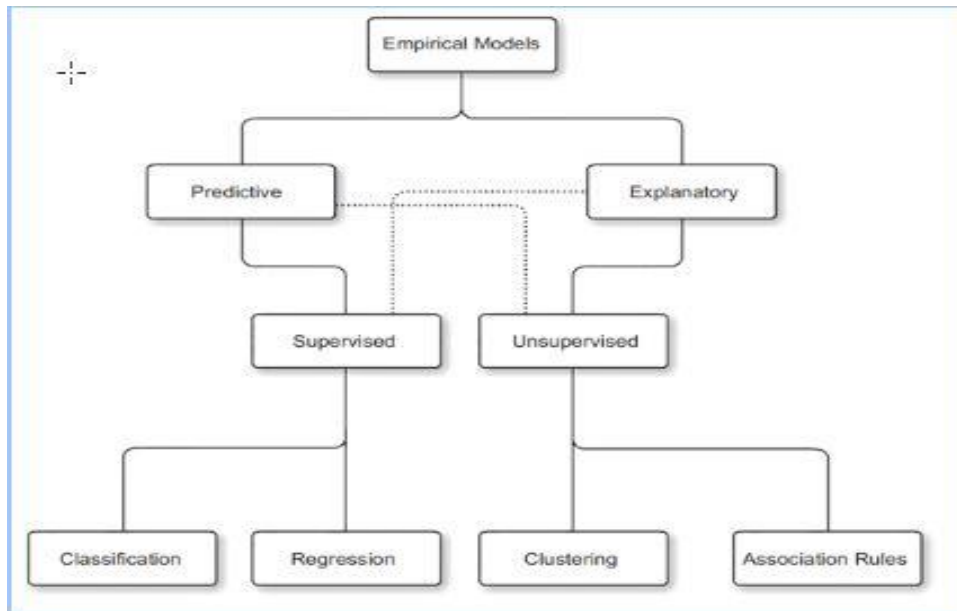 Empirical Models
Predictive
Explanatory
Supervised
Unsupervised
Classification
Regression
Clustering
Association Rules